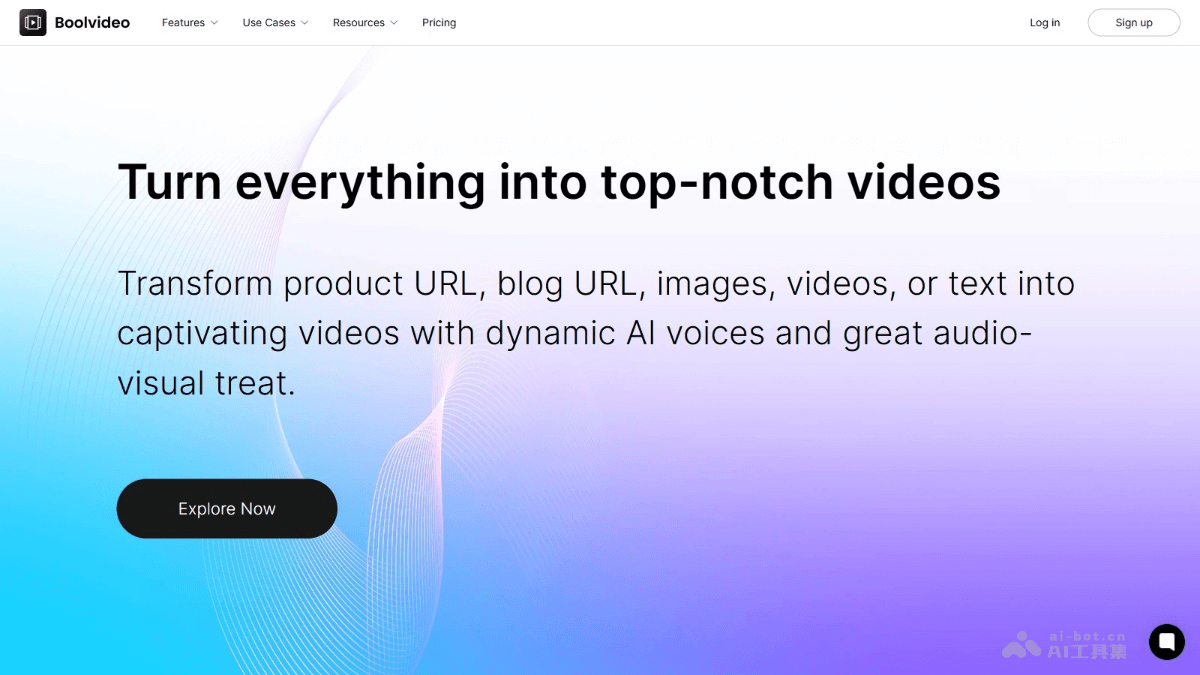 Boolvideo
Features
Use Cases
Resources
Pricing
Log in
Sign up
Turn everything into top-notch videos
Transform product URL, blog URL, images, videos, or text into
captivating videos with dynamic AI voices and great audio-
visual treat.
Explore Now
ai-bot.cn
AI工具集